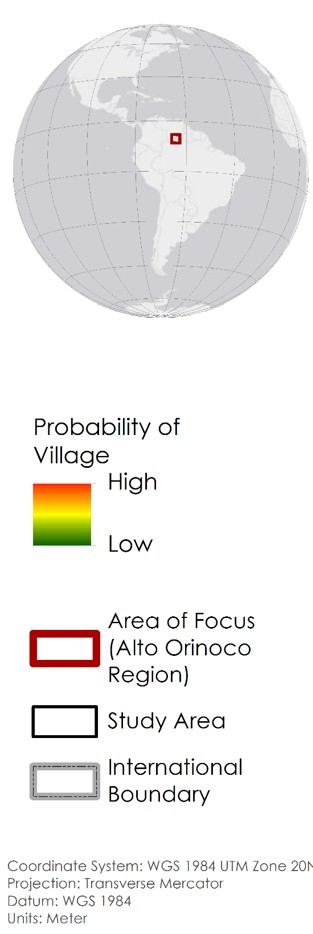 Probability of
Village
High
Low
Area of Focus
(Alto Orinoco
Region)
Study Area
International
Boundary
Coordinate System: WGS 1984 UTM Zone 20N
Projection: Transverse Mercator
Datum: WGS 1984
Units: Meter